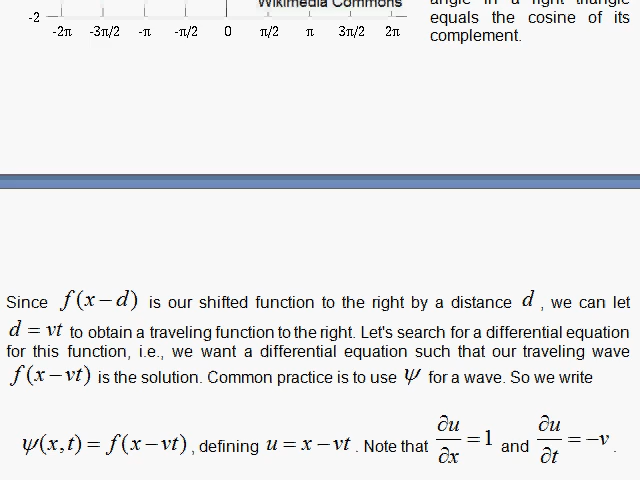 Wikimedia Commons
angle in a right triangle
-2
-2π -3π/2 -π -π/2 0 π/2 π 3π/2 2π
equals the cosine of its
complement.
Since f(x−d) is our shifted function to the right by a distance d , we can let
d = vt to obtain a traveling function to the right. Let's search for a differential equation
for this function, i.e., we want a differential equation such that our traveling wave
f(x−vt) is the solution. Common practice is to use ψ for a wave. So we write
ψ(x,t) = f(x−vt) , defining u = x − vt . Note that ∂u/∂x = 1 and ∂u/∂t = −v .